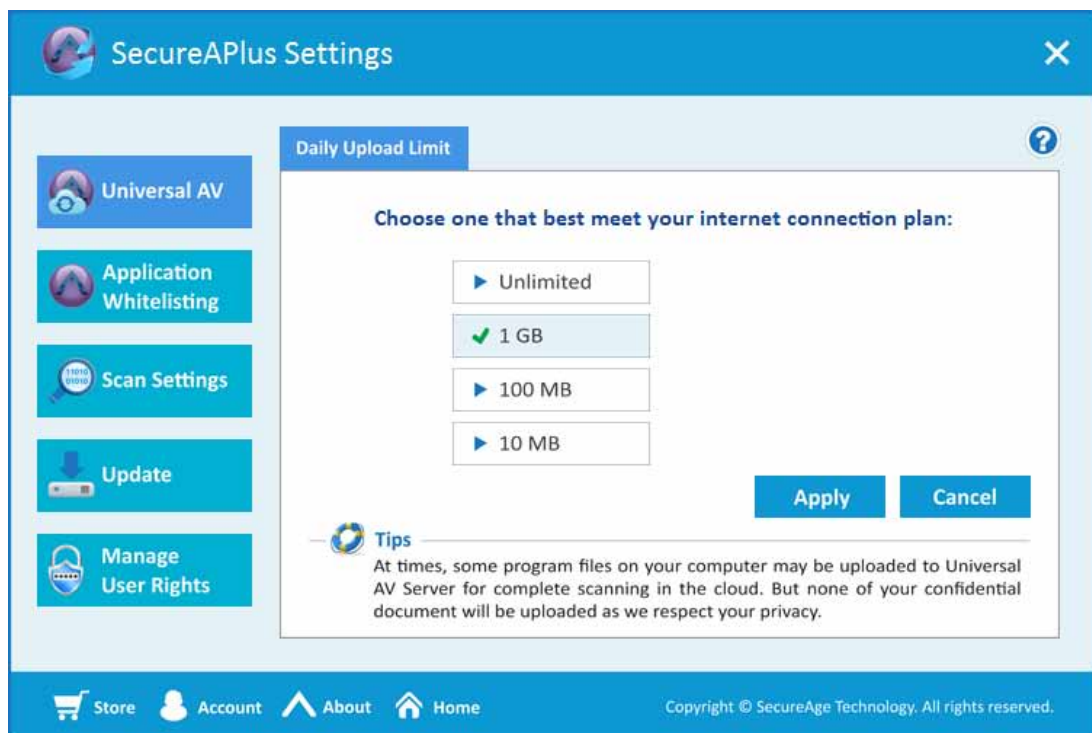 SecureAPlus Settings
Daily Upload Limit
Universal AV
Application
Whitelisting
Scan Settings
Update
Manage
User Rights
Choose one that best meet your internet connection plan:
Unlimited
1 GB
100 MB
10 MB
Apply
Cancel
Tips
At times, some program files on your computer may be uploaded to Universal
AV Server for complete scanning in the cloud. But none of your confidential
document will be uploaded as we respect your privacy.
Store
Account
About
Home
Copyright © SecureAge Technology. All rights reserved.